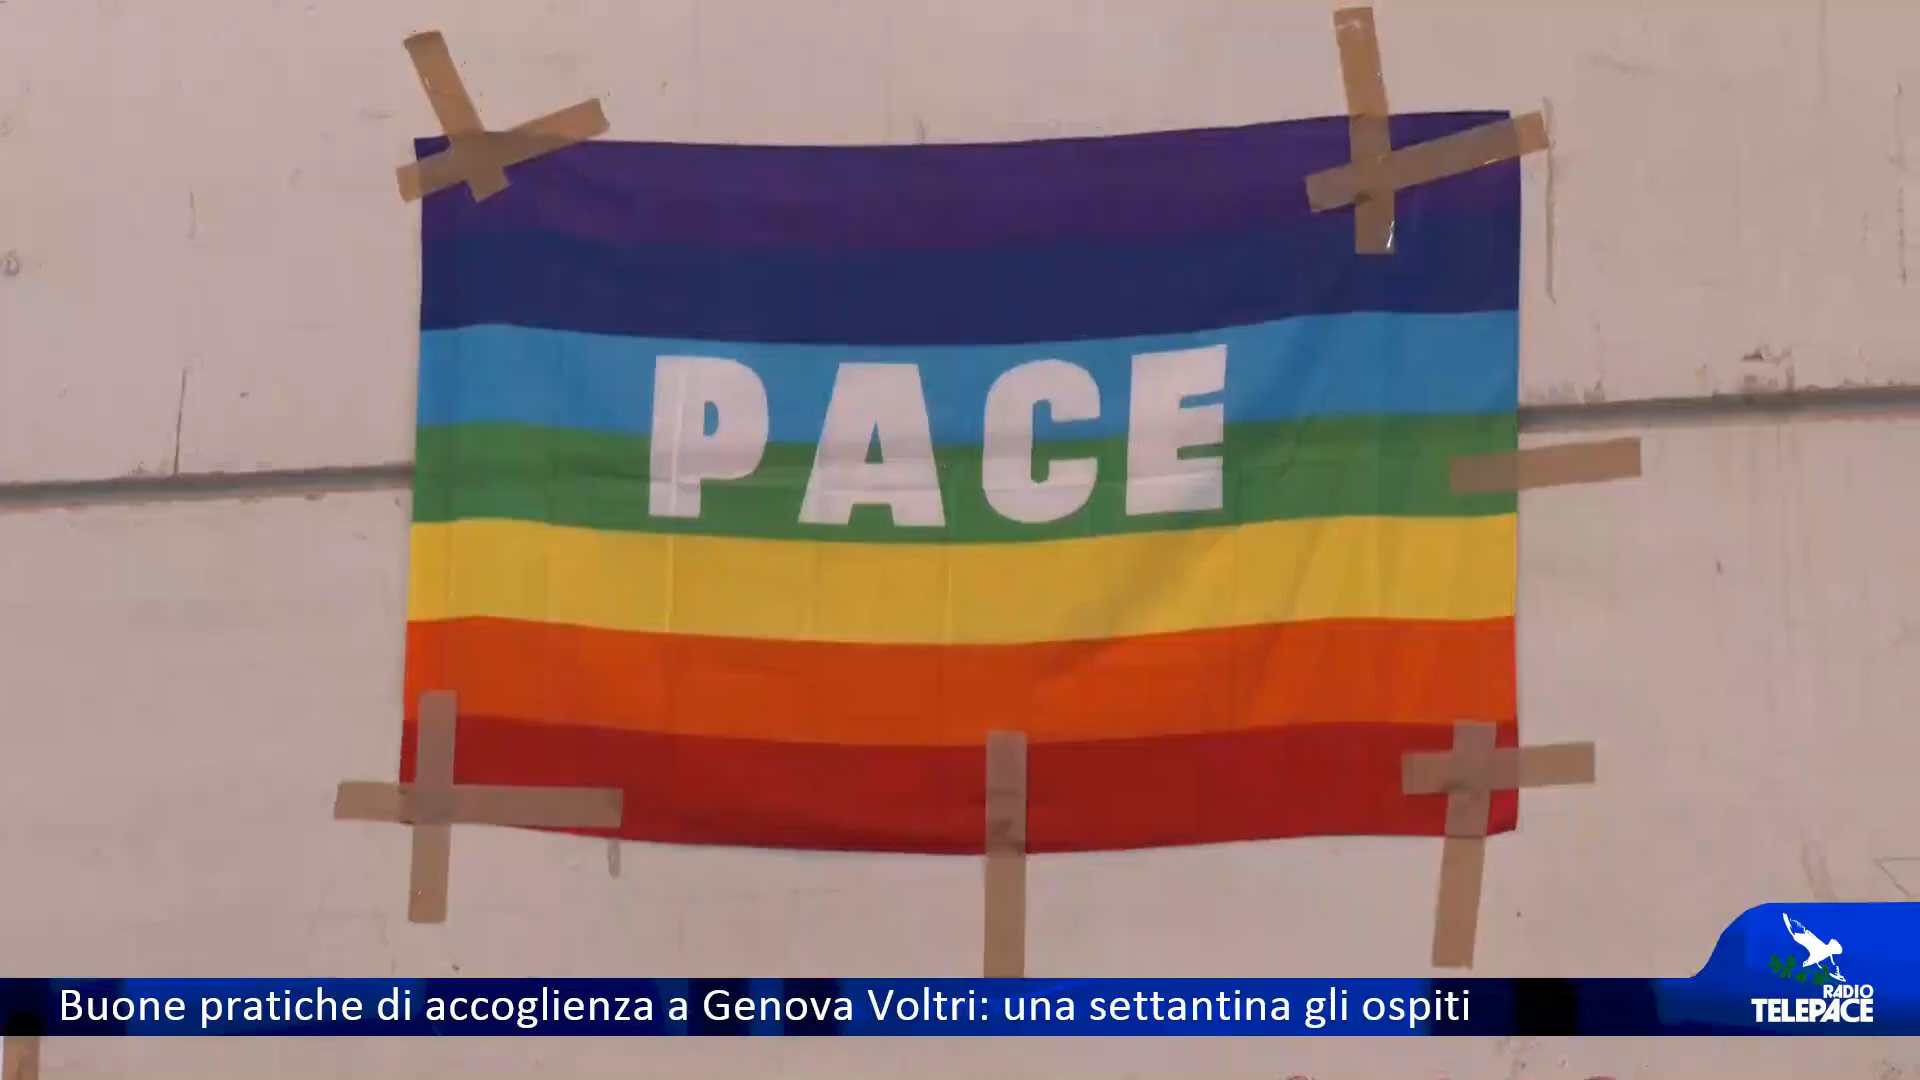 PACE
Buone pratiche di accoglienza a Genova Voltri: una settantina gli ospiti
RADIO
TELEPACE